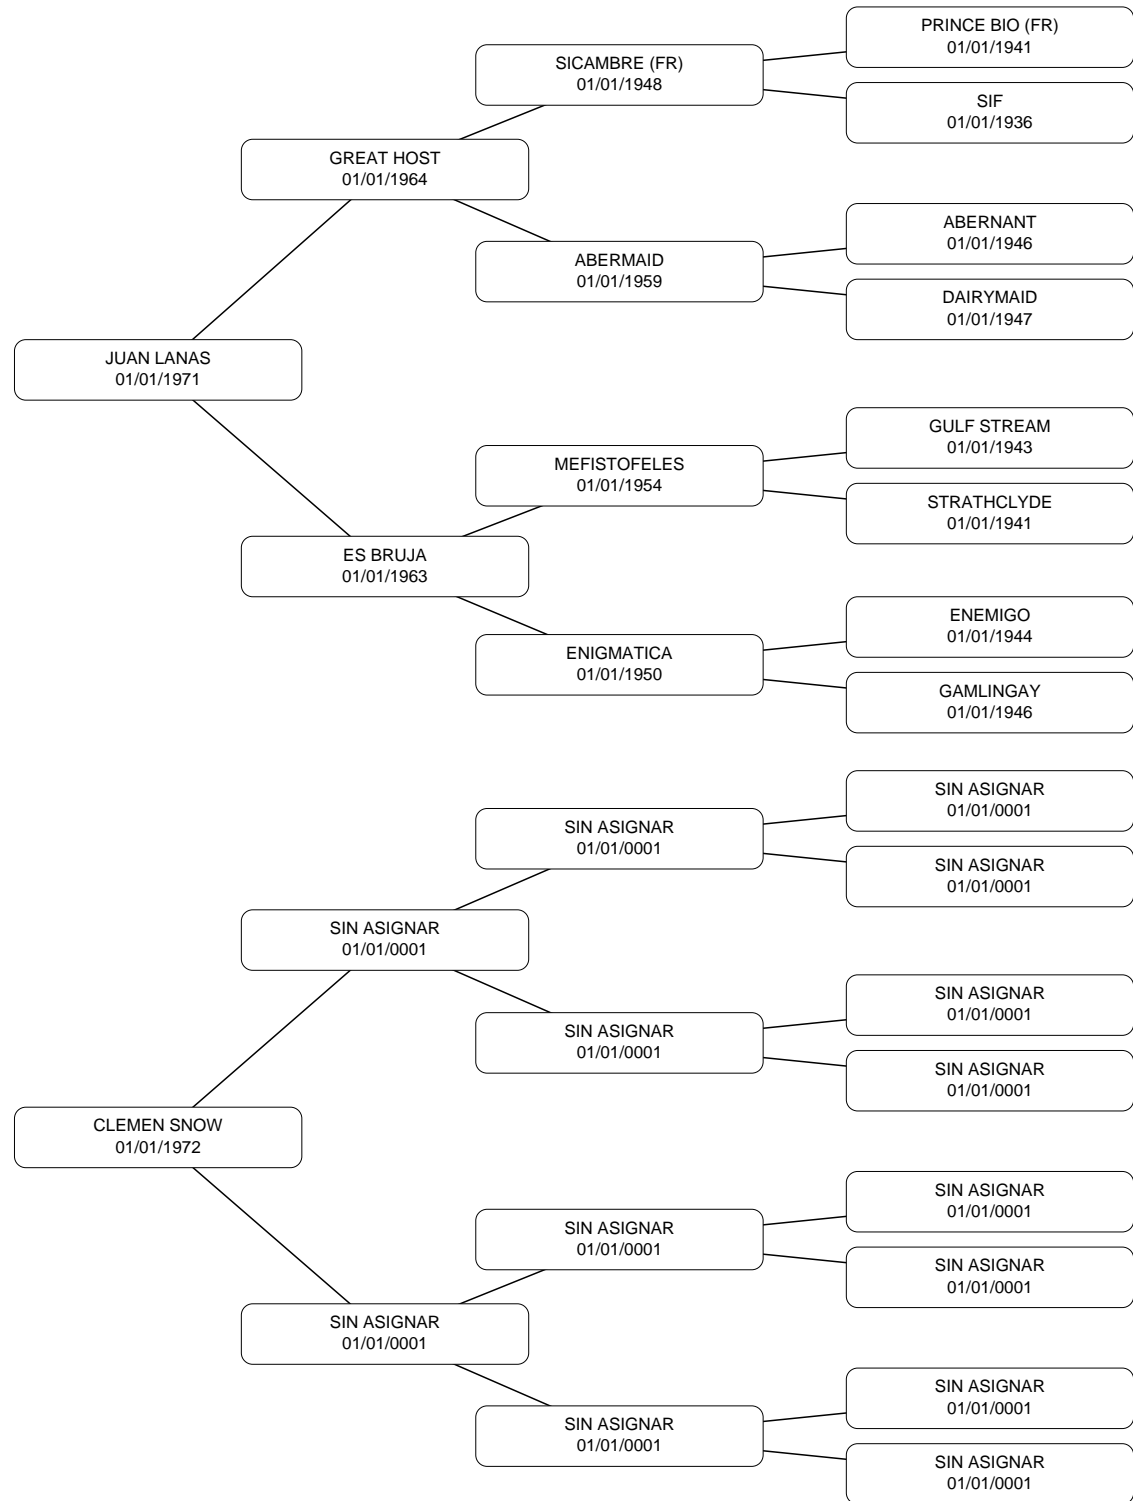 PRINCE BIO (FR)
01/01/1941
SICAMBRE (FR)
01/01/1948
SIF
01/01/1936
GREAT HOST
01/01/1964
ABERNANT
01/01/1946
ABERMAID
01/01/1959
DAIRYMAID
01/01/1947
JUAN LANAS
01/01/1971
GULF STREAM
01/01/1943
MEFISTOFELES
01/01/1954
STRATHCLYDE
01/01/1941
ES BRUJA
01/01/1963
ENEMIGO
01/01/1944
ENIGMATICA
01/01/1950
GAMLINGAY
01/01/1946
SIN ASIGNAR
01/01/0001
SIN ASIGNAR
01/01/0001
SIN ASIGNAR
01/01/0001
SIN ASIGNAR
01/01/0001
SIN ASIGNAR
01/01/0001
SIN ASIGNAR
01/01/0001
SIN ASIGNAR
01/01/0001
CLEMEN SNOW
01/01/1972
SIN ASIGNAR
01/01/0001
SIN ASIGNAR
01/01/0001
SIN ASIGNAR
01/01/0001
SIN ASIGNAR
01/01/0001
SIN ASIGNAR
01/01/0001
SIN ASIGNAR
01/01/0001
SIN ASIGNAR
01/01/0001